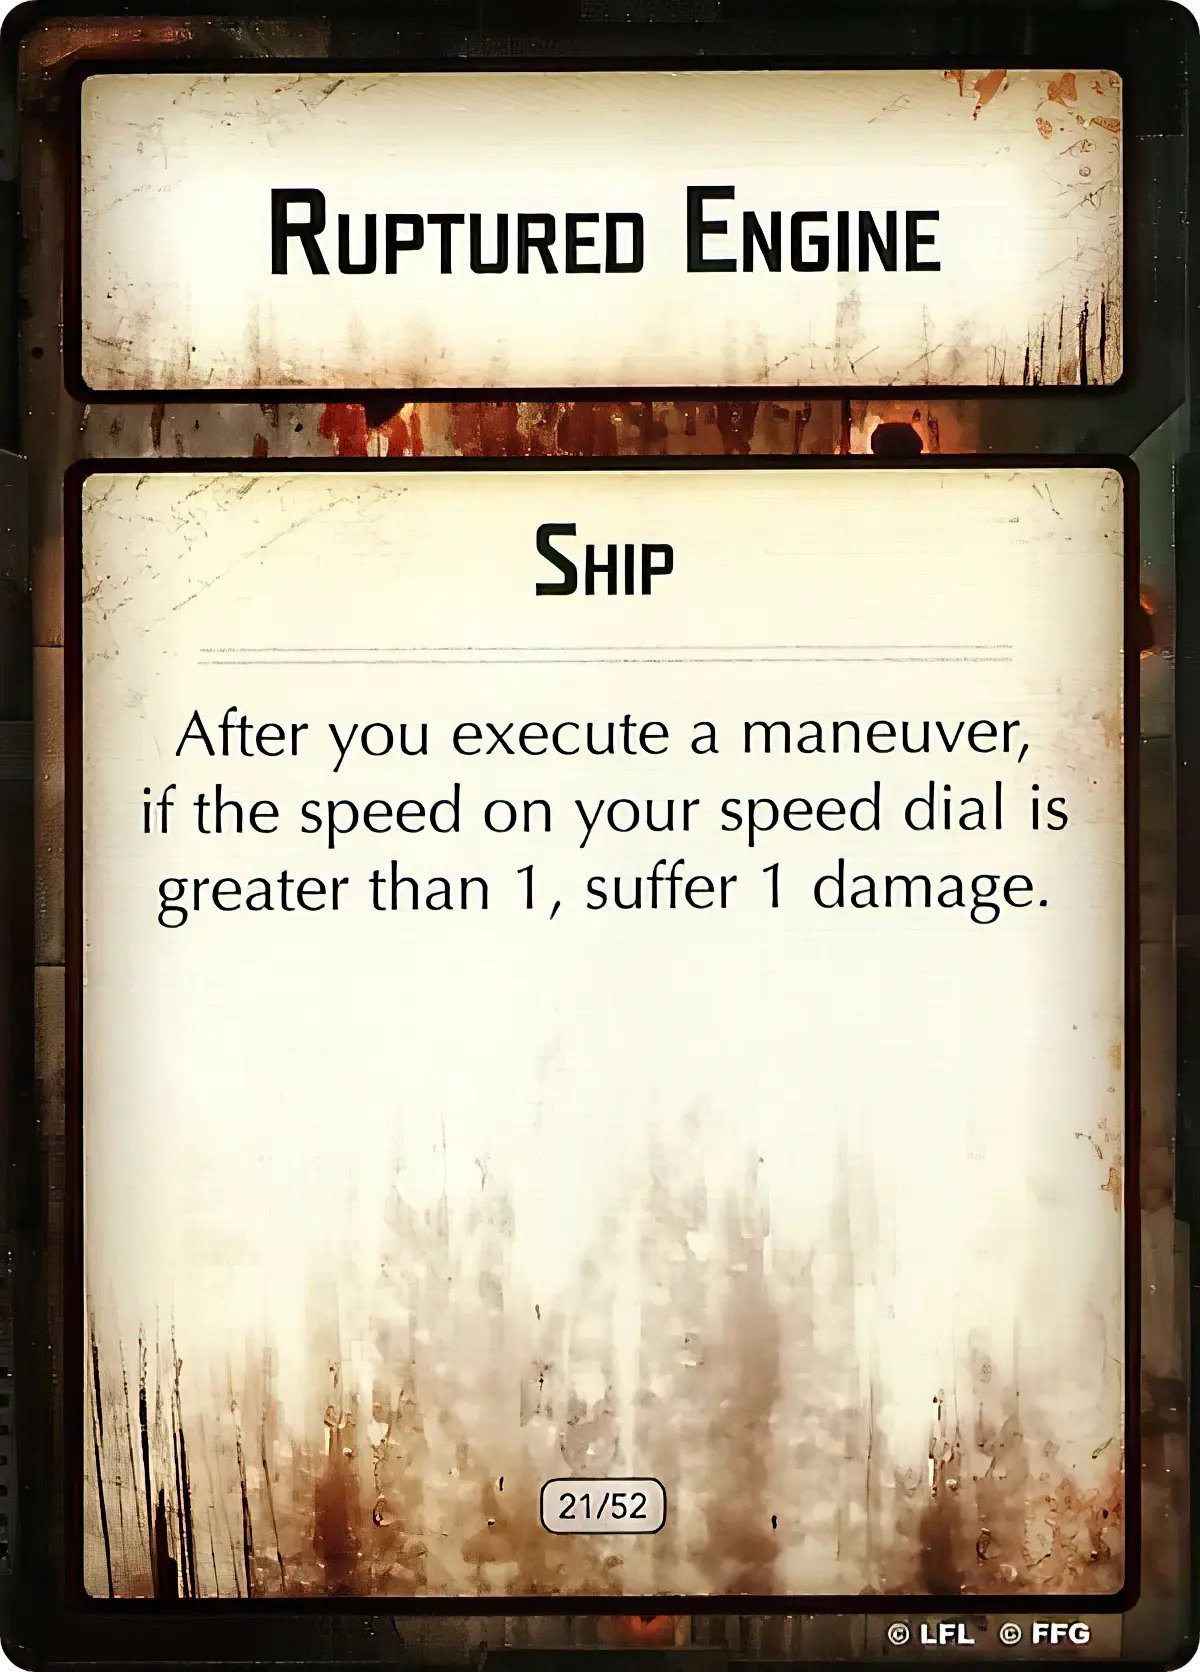 Ruptured Engine
Ship
After you execute a maneuver,
if the speed on your speed dial is
greater than 1, suffer 1 damage.
21/52
© LFL © FFG